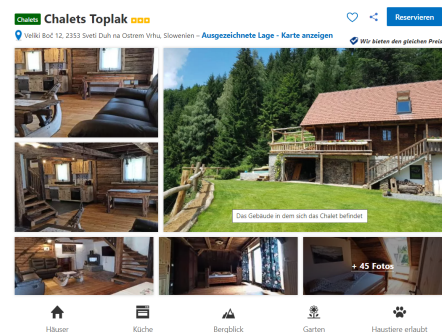 Chalets Chalets Toplak
Reservieren
Veliki Boč 12, 2353 Sveti Duh na Ostrem Vrhu, Slowenien – Ausgezeichnete Lage - Karte anzeigen
Wir bieten den gleichen Preis
Das Gebäude in dem sich das Chalet befindet
+ 45 Fotos
Häuser Küche Bergblick Garten Haustiere erlaubt